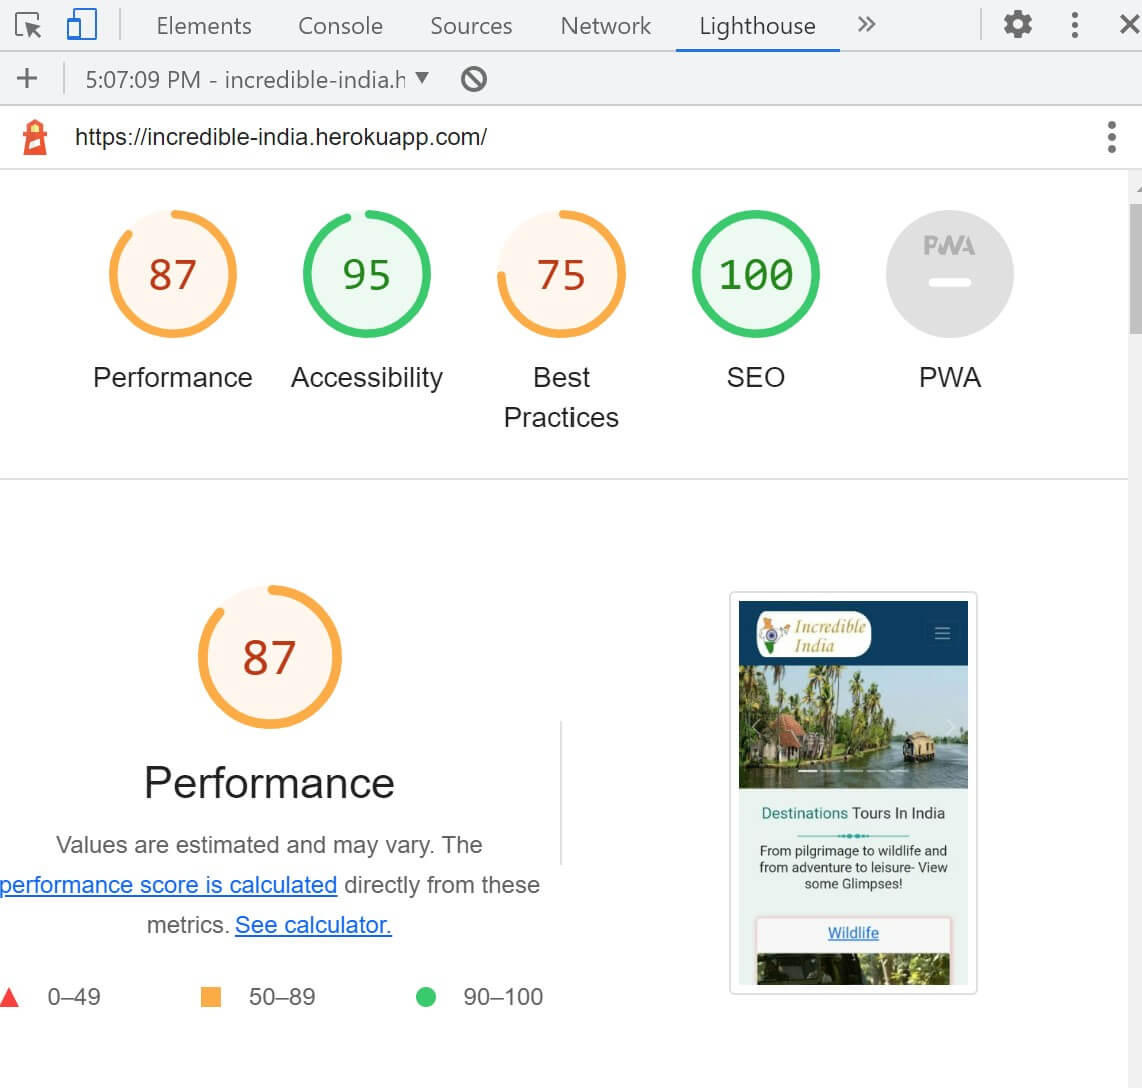 Elements Console Sources Network Lighthouse
5:07:09 PM - incredible-india.h
https://incredible-india.herokuapp.com/
87 95 75 100 PWA
Performance Accessibility Best Practices SEO PWA
87
Performance
Values are estimated and may vary. The
performance score is calculated directly from these
metrics. See calculator.
0–49 50–89 90–100
Incredible
India
Destinations Tours In India
From pilgrimage to wildlife and
from adventure to leisure- View
some Glimpses!
Wildlife